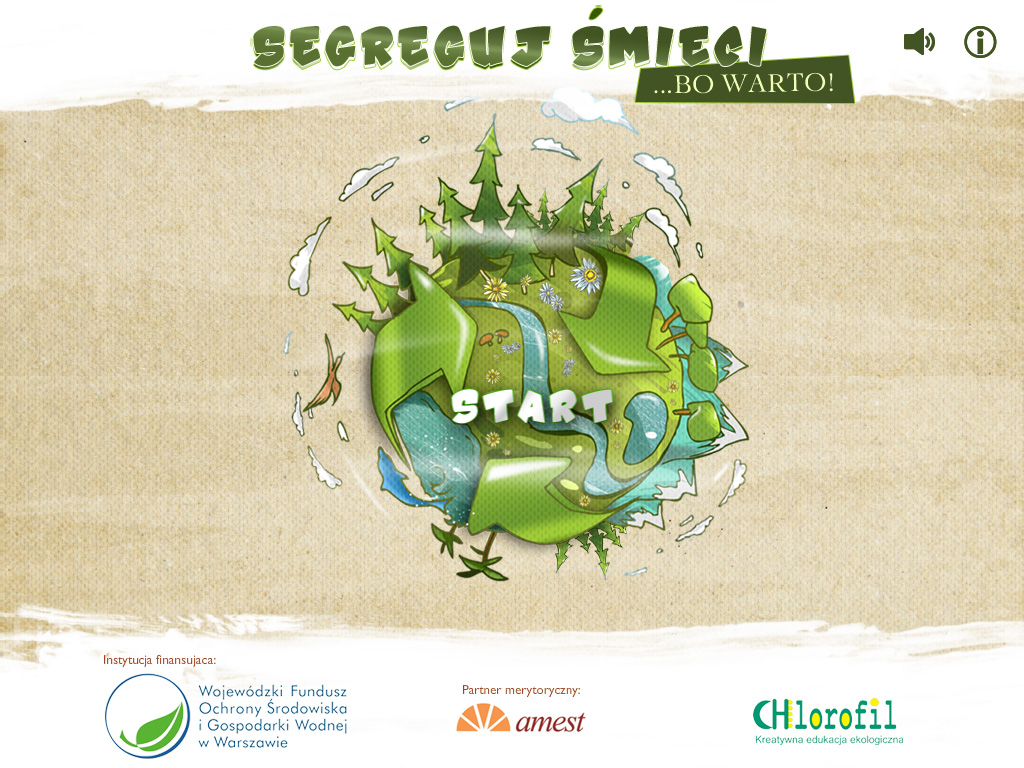 SEGREGUJ ŚMIECI
...BO WARTO!
START
Instytucja finansujaca:
Wojewódzki Fundusz
Ochrony Środowiska
i Gospodarki Wodnej
w Warszawie
Partner merytoryczny:
amest
CHlorofil
Kreatywna edukacja ekologiczna